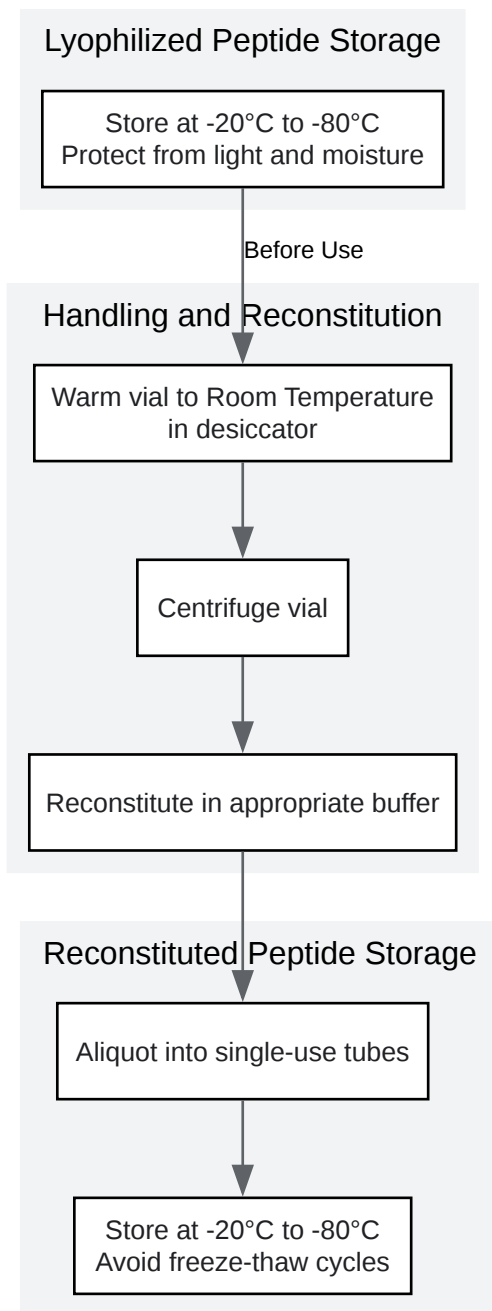 Lyophilized Peptide Storage
Store at -20°C to -80°C
Protect from light and moisture
Before Use
Handling and Reconstitution
Warm vial to Room Temperature
in desiccator
Centrifuge vial
Reconstitute in appropriate buffer
Reconstituted Peptide Storage
Aliquot into single-use tubes
Store at -20°C to -80°C
Avoid freeze-thaw cycles